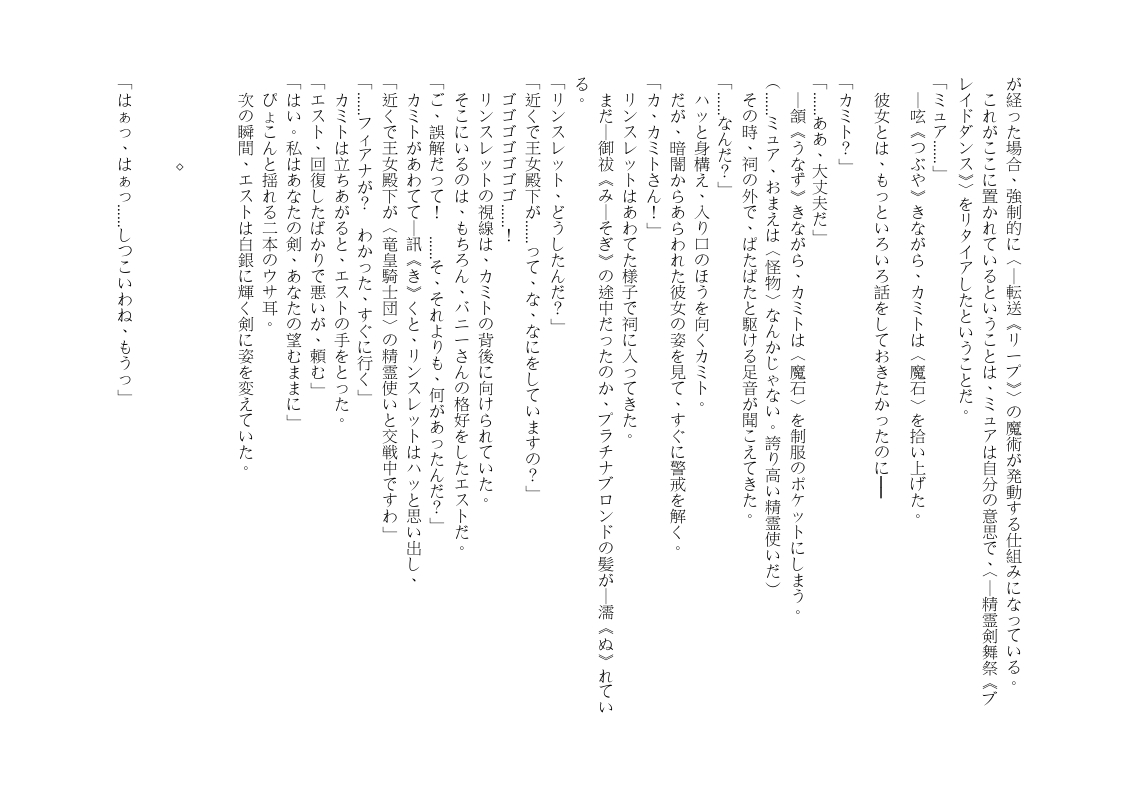 が経った場合、強制的に〈―転送《リープ》〉の魔術が発動する仕組みになっている。
これがここに置かれているということは、ミュアは自分の意思で、〈―精霊剣舞祭《ブ
レイドダンス》〉をリタイアしたということだ。
「ミュア……」
―呟《つぶや》きながら、カミトは〈魔石〉を拾い上げた。
彼女とは、もっといろいろ話をしておきたかったのに――
「カミト？」
「……ああ、大丈夫だ」
―頷《うなず》きながら、カミトは〈魔石〉を制服のポケットにしまう。
（……ミュア、おまえは〈怪物〉なんかじゃない。誇り高い精霊使いだ）
その時、祠の外で、ぱたぱたと駆ける足音が聞こえてきた。
「……なんだ？」
ハッと身構え、入り口のほうを向くカミト。
だが、暗闇からあらわれた彼女の姿を見て、すぐに警戒を解く。
「カ、カミトさん！」
リンスレットはあわてた様子で祠に入ってきた。
まだ―御祓《み―そぎ》の途中だったのか、プラチナブロンドの髪が―濡《ぬ》れてい
る。
「リンスレット、どうしたんだ？」
「近くで王女殿下が……って、な、なにをしていますの？」
ゴゴゴゴゴゴゴ……！
リンスレットの視線は、カミトの背後に向けられていた。
そこにいるのは、もちろん、バニーさんの格好をしたエストだ。
「ご、誤解だって！　……そ、それよりも、何があったんだ？」
カミトがあわてて―訊《き》くと、リンスレットはハッと思い出し、
「近くで王女殿下が〈竜皇騎士団〉の精霊使いと交戦中ですわ」
「……フィアナが？　わかった、すぐに行く」
カミトは立ちあがると、エストの手をとった。
「エスト、回復したばかりで悪いが、頼む」
「はい。私はあなたの剣、あなたの望むままに」
ぴょこんと揺れる二本のウサ耳。
次の瞬間、エストは白銀に輝く剣に姿を変えていた。
◇
「はぁっ、はぁっ……しつこいわね、もうっ」